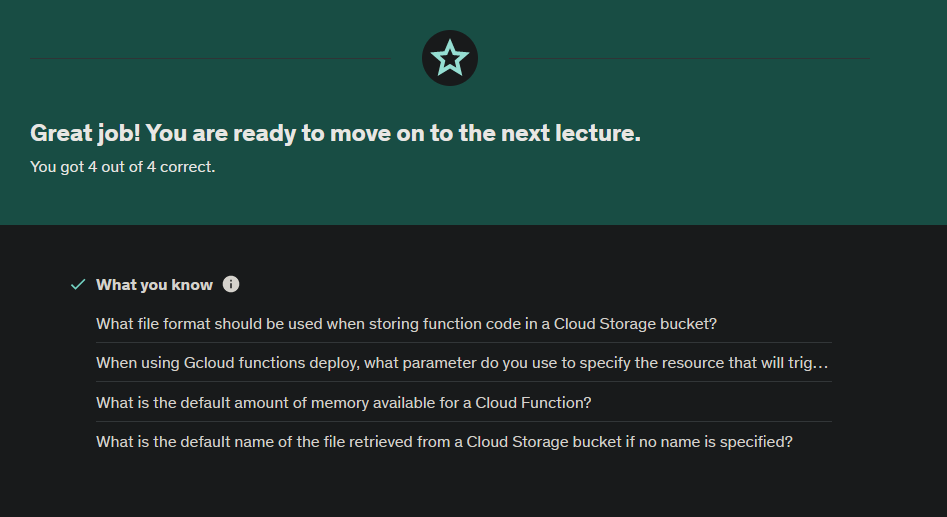 Great job! You are ready to move on to the next lecture.
You got 4 out of 4 correct.
What you know
What file format should be used when storing function code in a Cloud Storage bucket?
When using Gcloud functions deploy, what parameter do you use to specify the resource that will trig…
What is the default amount of memory available for a Cloud Function?
What is the default name of the file retrieved from a Cloud Storage bucket if no name is specified?